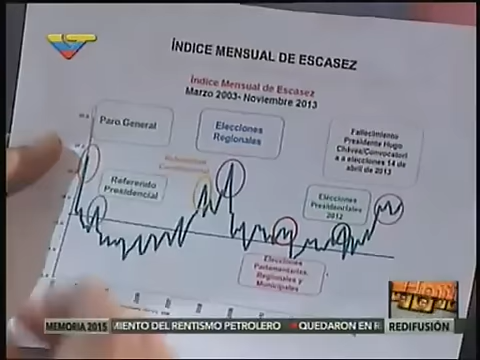 vtv
ÍNDICE MENSUAL DE ESCASEZ
Índice Mensual de Escasez
Marzo 2003- Noviembre 2013
Paro General
Elecciones
Regionales
Fallecimiento
Presidente Hugo
Chávez/Convocatori
a a elecciones 14 de
abril de 2013
Referendo
Presidencial
Elecciones
Presidenciales
2012
Elecciones
Parlamentarias,
Regionales y
Municipales
MEMORIA 2015
IMIENTO DEL RENTISMO PETROLERO
QUEDARON EN
REDIFUSIÓN